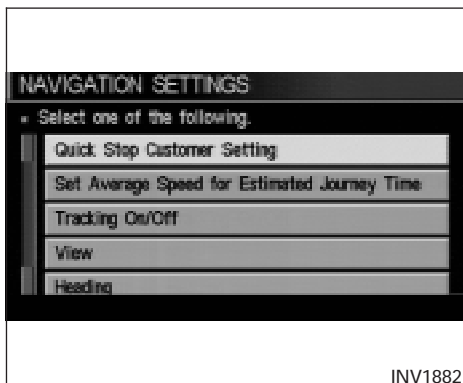 NAVIGATION SETTINGS
Select one of the following.
Quick Stop Customer Setting
Set Average Speed for Estimated Journey Time
Tracking On/Off
View
Heading
INV1882